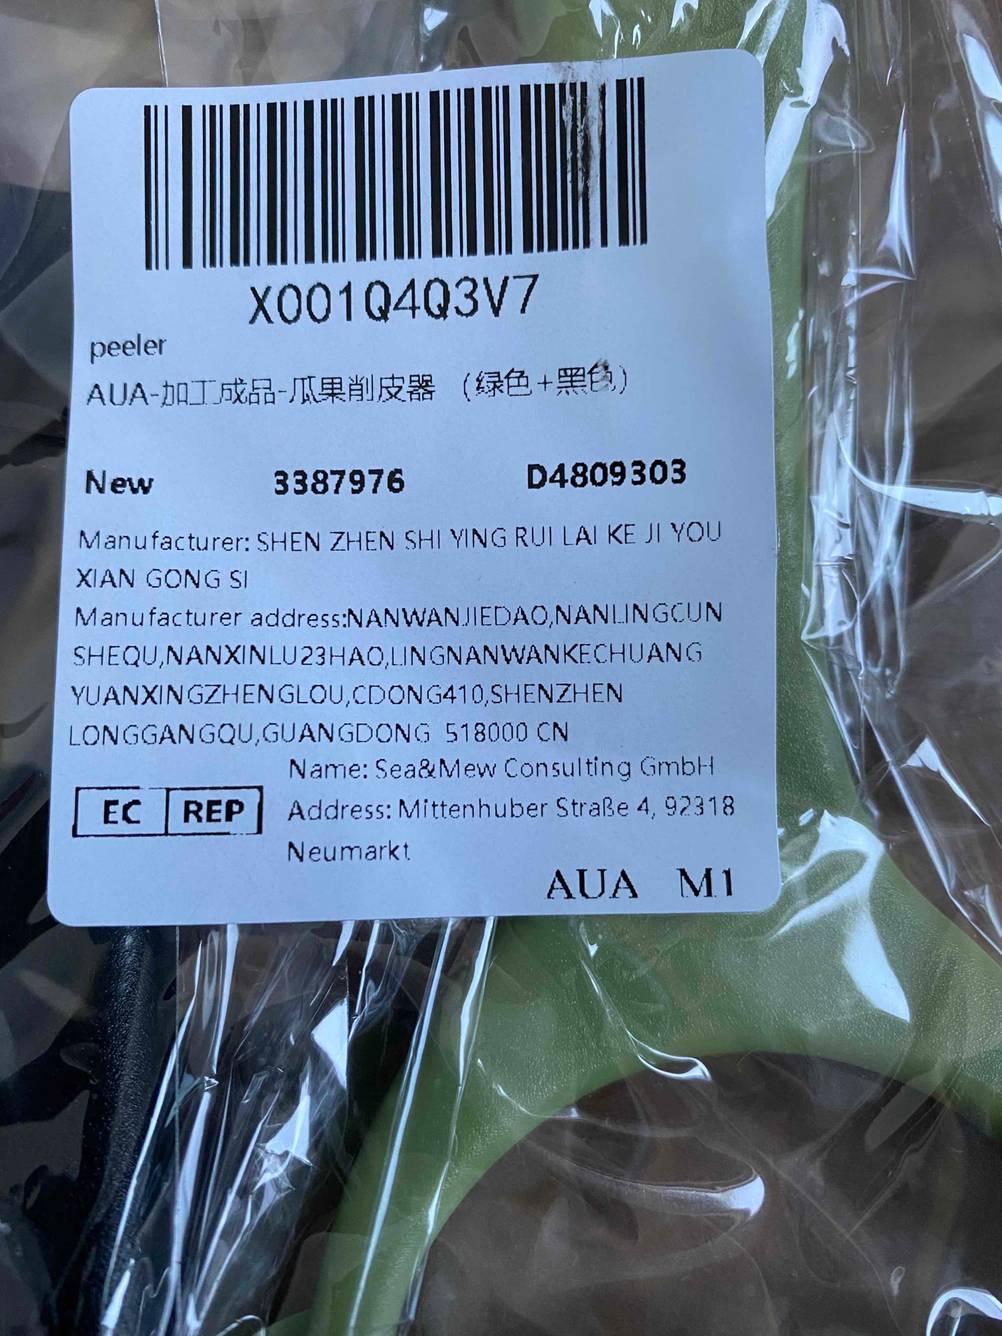 X001Q4Q3V7
peeler
AUA-加工成品-瓜果削皮器 （绿色+黑色）
New 3387976 D4809303
Manufacturer: SHEN ZHEN SHI YING RUI LAI KE JI YOU
XIAN GONG SI
Manufacturer address:NANWANJIEDAO,NANLINGCUN
SHEQU,NANXINLU23HAO,LINGNANWANKECHUANG
YUANXINGZHENGLOU,CDONG410,SHENZHEN
LONGGANGQU,GUANGDONG 518000 CN
EC REP
Name: Sea&Mew Consulting GmbH
Address: Mittenhuber Straße 4, 92318
Neumarkt
AUA M1